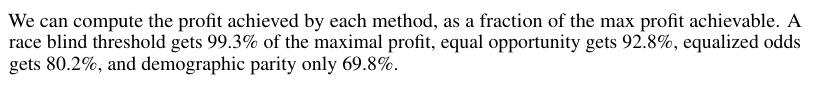 We can compute the profit achieved by each method, as a fraction of the max profit achievable. A
race blind threshold gets 99.3% of the maximal profit, equal opportunity gets 92.8%, equalized odds
gets 80.2%, and demographic parity only 69.8%.